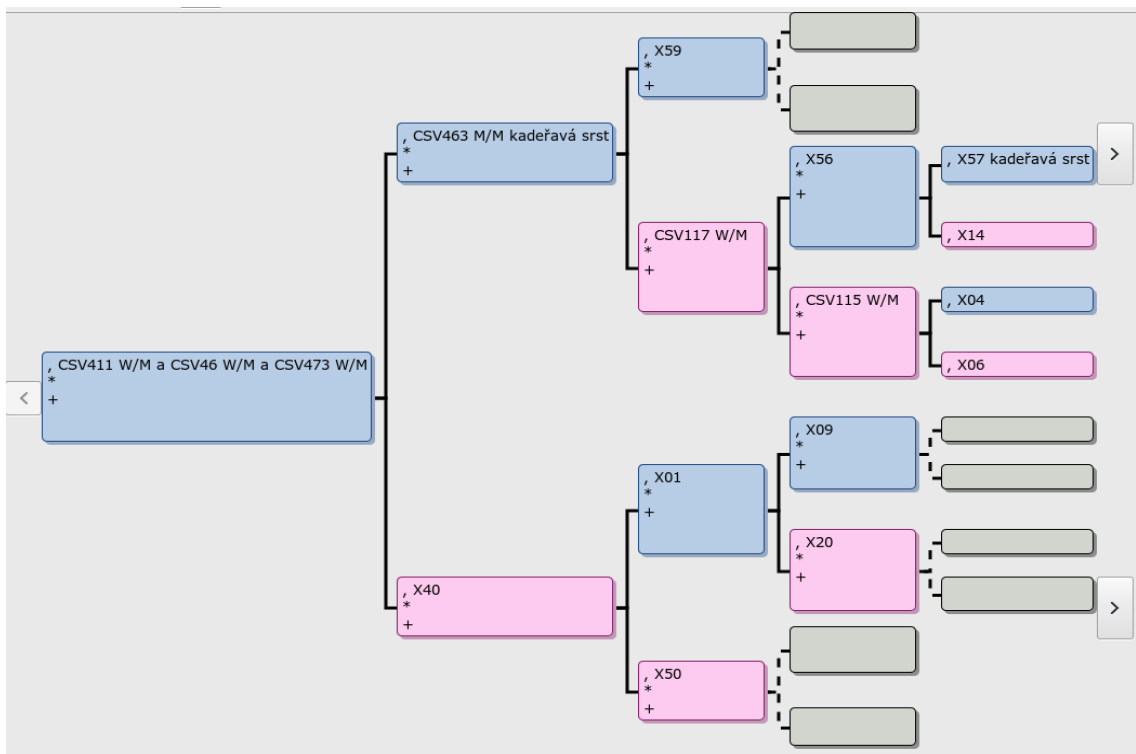 , X59
*
+
, CSV463 M/M kadeřavá srst
*
+
, X56
*
+
, X57 kadeřavá srst
>
, X14
, CSV117 W/M
*
+
, CSV115 W/M
*
+
, X04
, X06
, CSV411 W/M a CSV46 W/M a CSV473 W/M
*
+
<
, X09
*
+
, X01
*
+
, X20
*
+
, X40
*
+
>
, X50
*
+